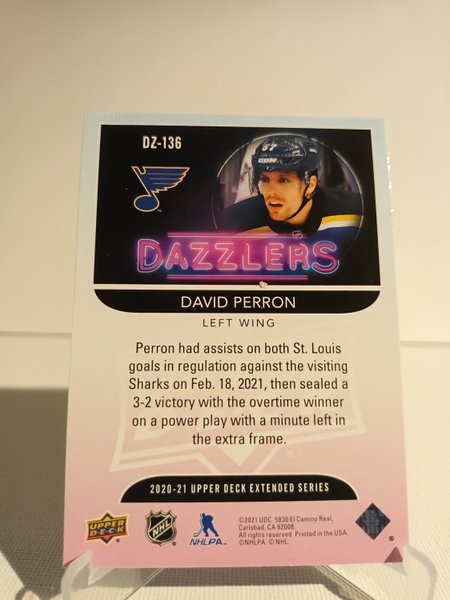 DZ-136
57
DAZZLERS
DAVID PERRON
LEFT WING
Perron had assists on both St. Louis
goals in regulation against the visiting
Sharks on Feb. 18, 2021, then sealed a
3-2 victory with the overtime winner
on a power play with a minute left in
the extra frame.
2020-21 UPPER DECK EXTENDED SERIES
UPPER
D·E·C·K
NHL
NHLPA
©2021 UDC. 5830 El Camino Real,
Carlsbad, CA 92008
All rights reserved. Printed in the USA.
©NHLPA. © NHL.
®